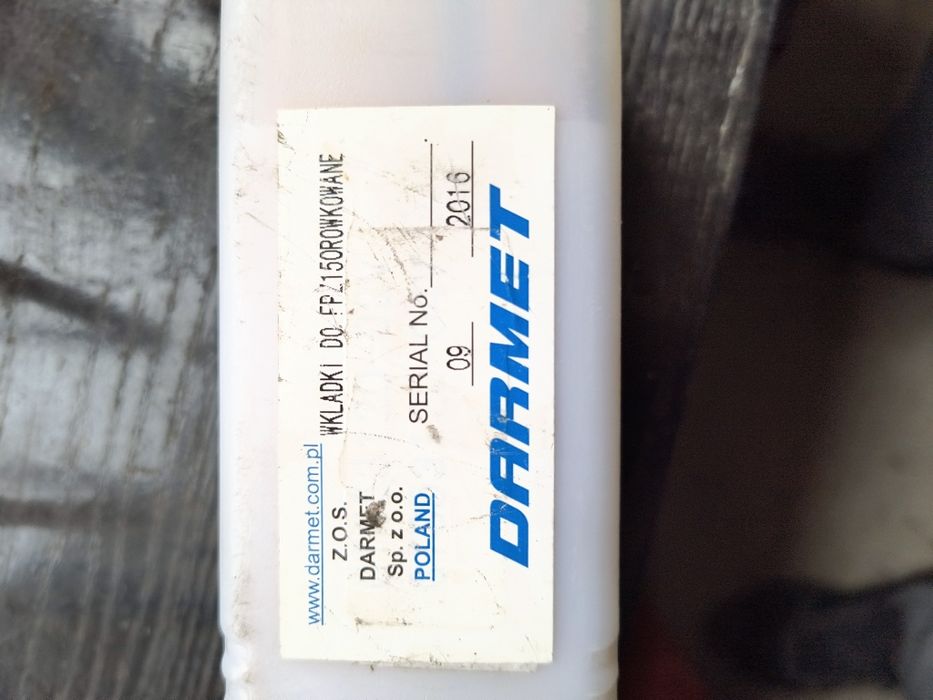 www.darmet.com.pl
Z.O.S.
DARMET
Sp. z o.o.
POLAND
WKLADKI DO FPZ150ROWKOWANE
SERIAL No.
09 2016
DARMET